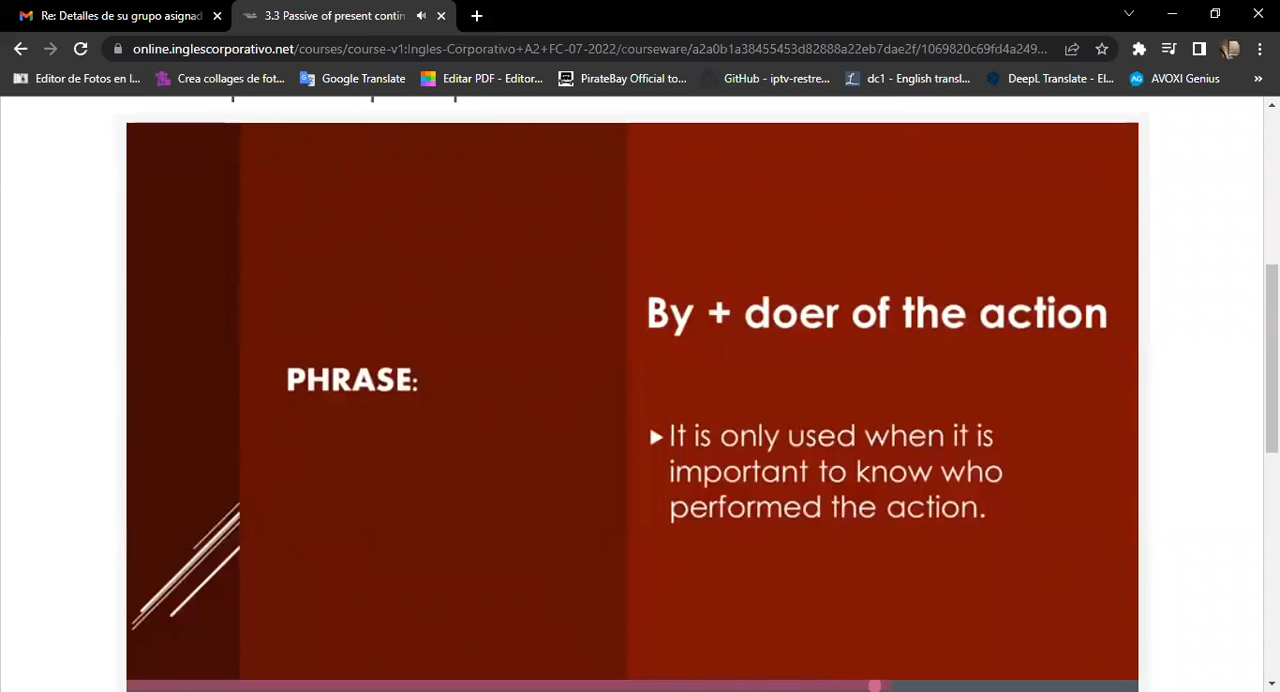 Re: Detalles de su grupo asignad
3.3 Passive of present contin
online.inglescorporativo.net/courses/course-v1:Ingles-Corporativo+A2+FC-07-2022/courseware/a2a0b1a38455453d82888a22eb7dae2f/1069820c69fd4a249...
Editor de Fotos en l...
Crea collages de fot...
Google Translate
Editar PDF - Editor...
PirateBay Official to...
GitHub - iptv-restre...
dc1 - English transl...
DeepL Translate - El...
AVOXI Genius
»
PHRASE:
By + doer of the action
It is only used when it is
important to know who
performed the action.